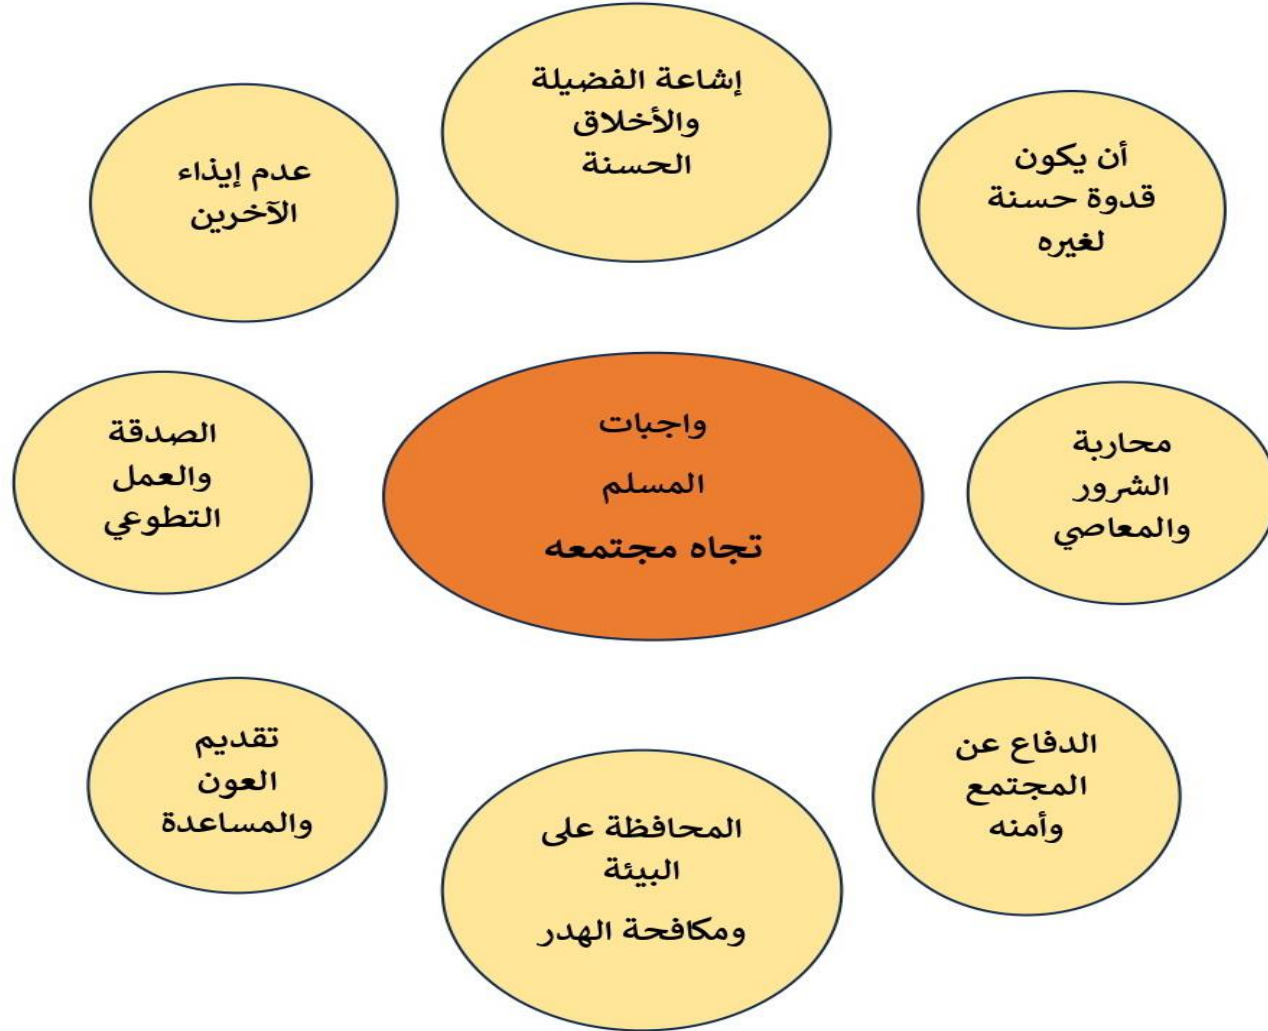 إشاعة الفضيلة
والأخلاق
الحسنة
أن يكون
قدوة حسنة
لغيره
عدم إيذاء
الآخرين
واجبات
المسلم
تجاه مجتمعه
محاربة
الشرور
والمعاصي
الصدقة
والعمل
التطوعي
الدفاع عن
المجتمع
وأمنه
المحافظة على
البيئة
ومكافحة الهدر
تقديم
العون
والمساعدة